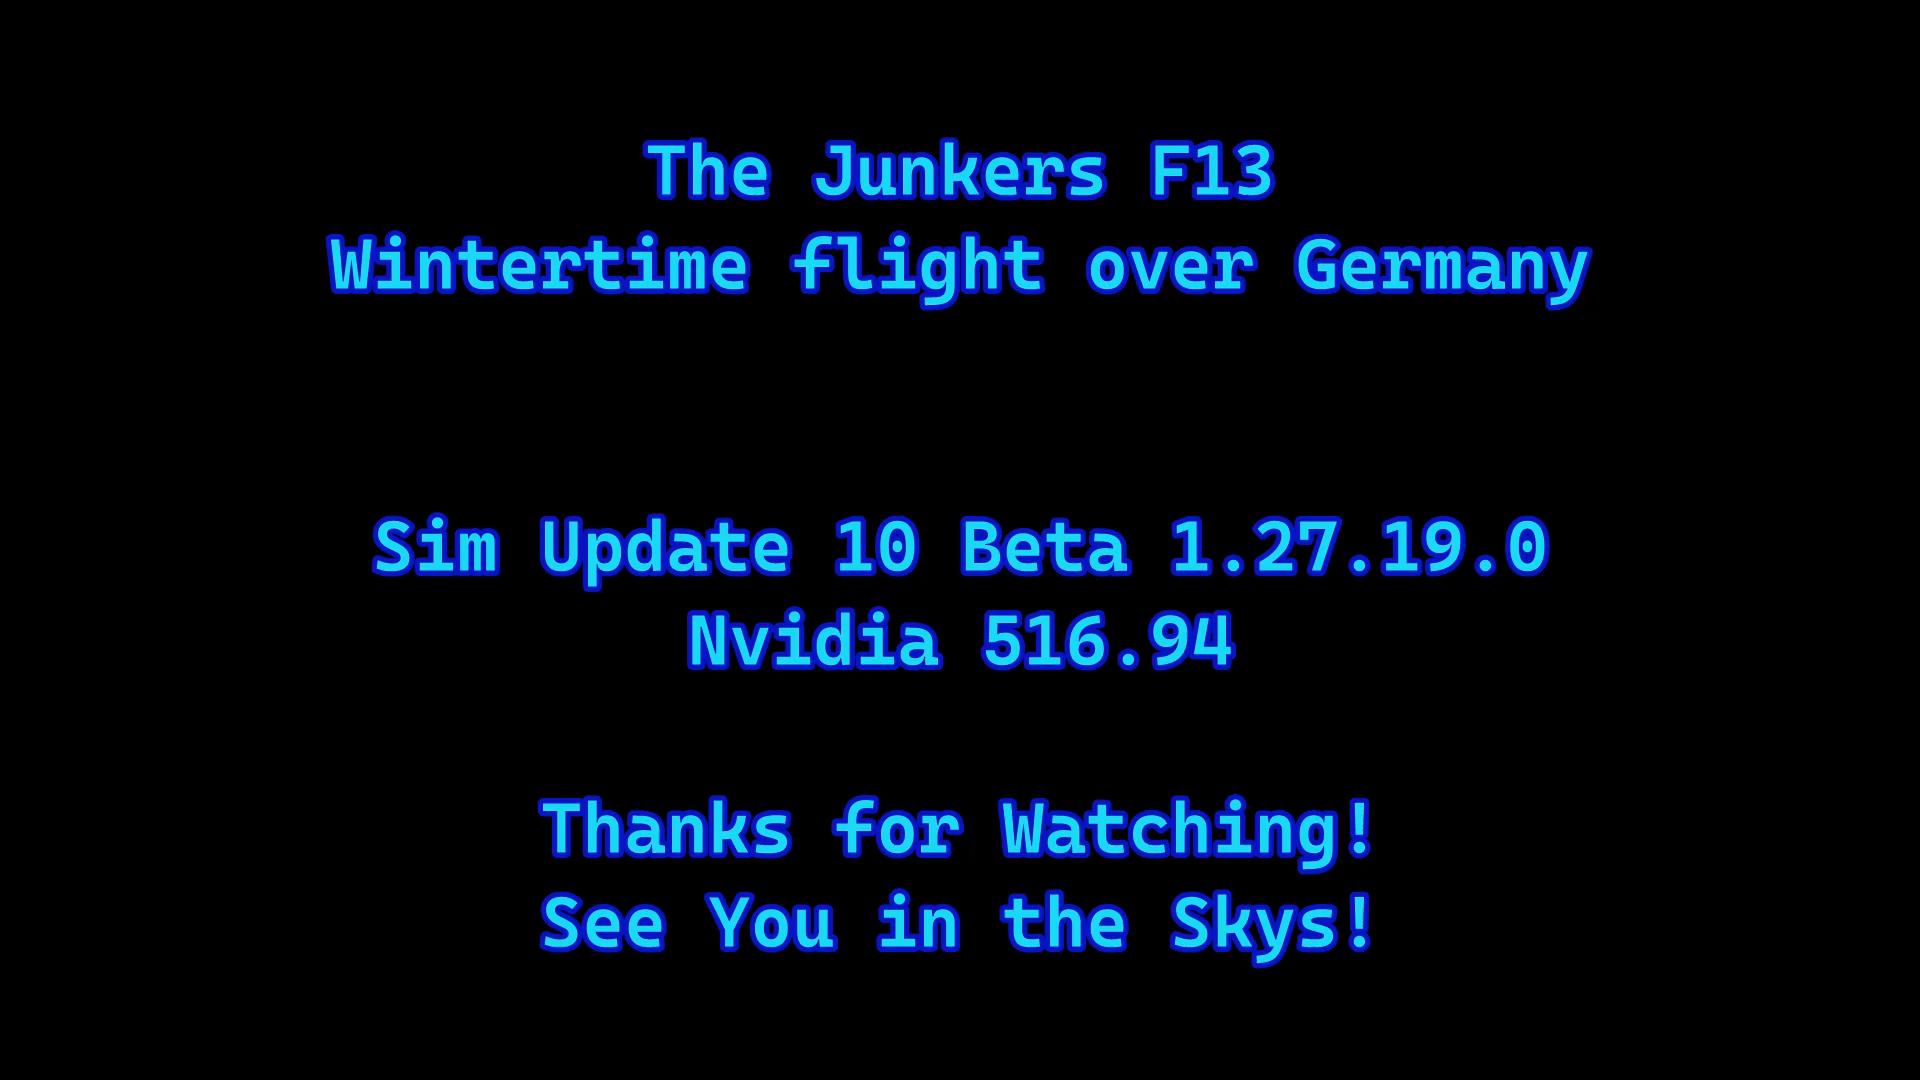 The Junkers F13
Wintertime flight over Germany
Sim Update 10 Beta 1.27.19.0
Nvidia 516.94
Thanks for Watching!
See You in the Skys!